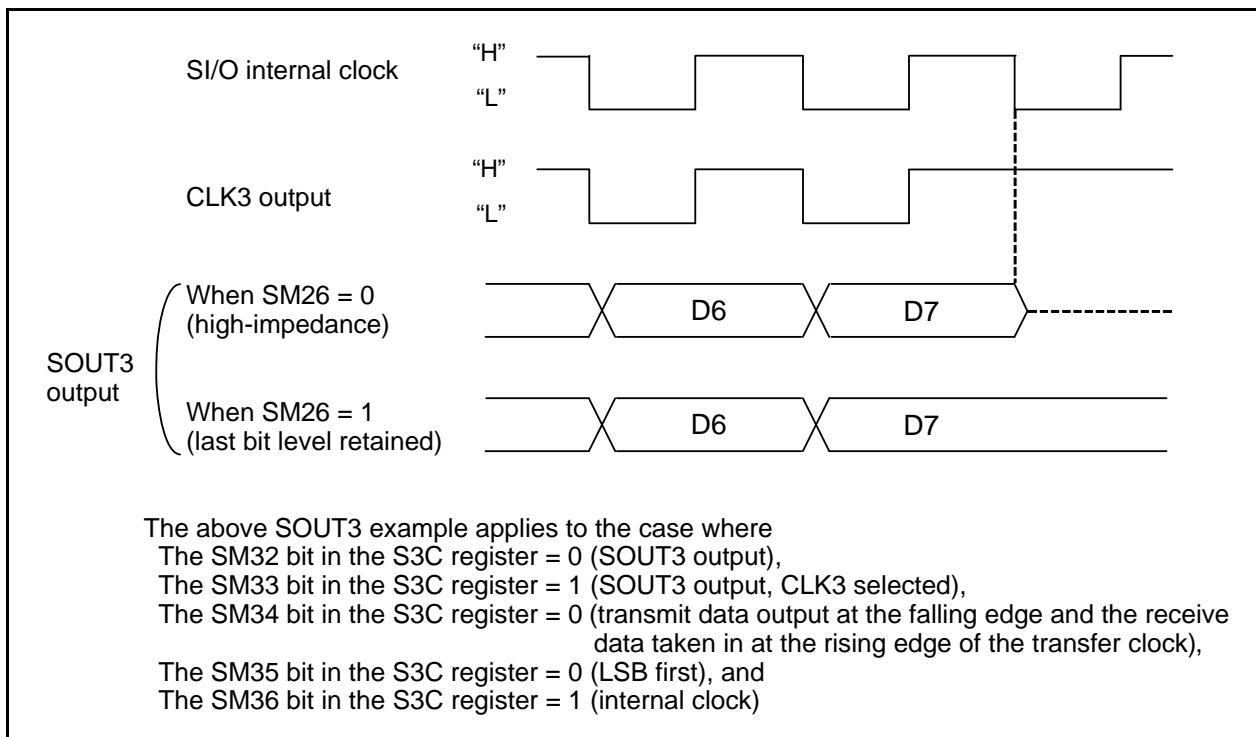 SI/O internal clock
“H”
“L”
CLK3 output
“H”
“L”
SOUT3
output
When SM26 = 0
(high-impedance)
D6
D7
When SM26 = 1
(last bit level retained)
D6
D7
The above SOUT3 example applies to the case where
The SM32 bit in the S3C register = 0 (SOUT3 output),
The SM33 bit in the S3C register = 1 (SOUT3 output, CLK3 selected),
The SM34 bit in the S3C register = 0 (transmit data output at the falling edge and the receive
data taken in at the rising edge of the transfer clock),
The SM35 bit in the S3C register = 0 (LSB first), and
The SM36 bit in the S3C register = 1 (internal clock)